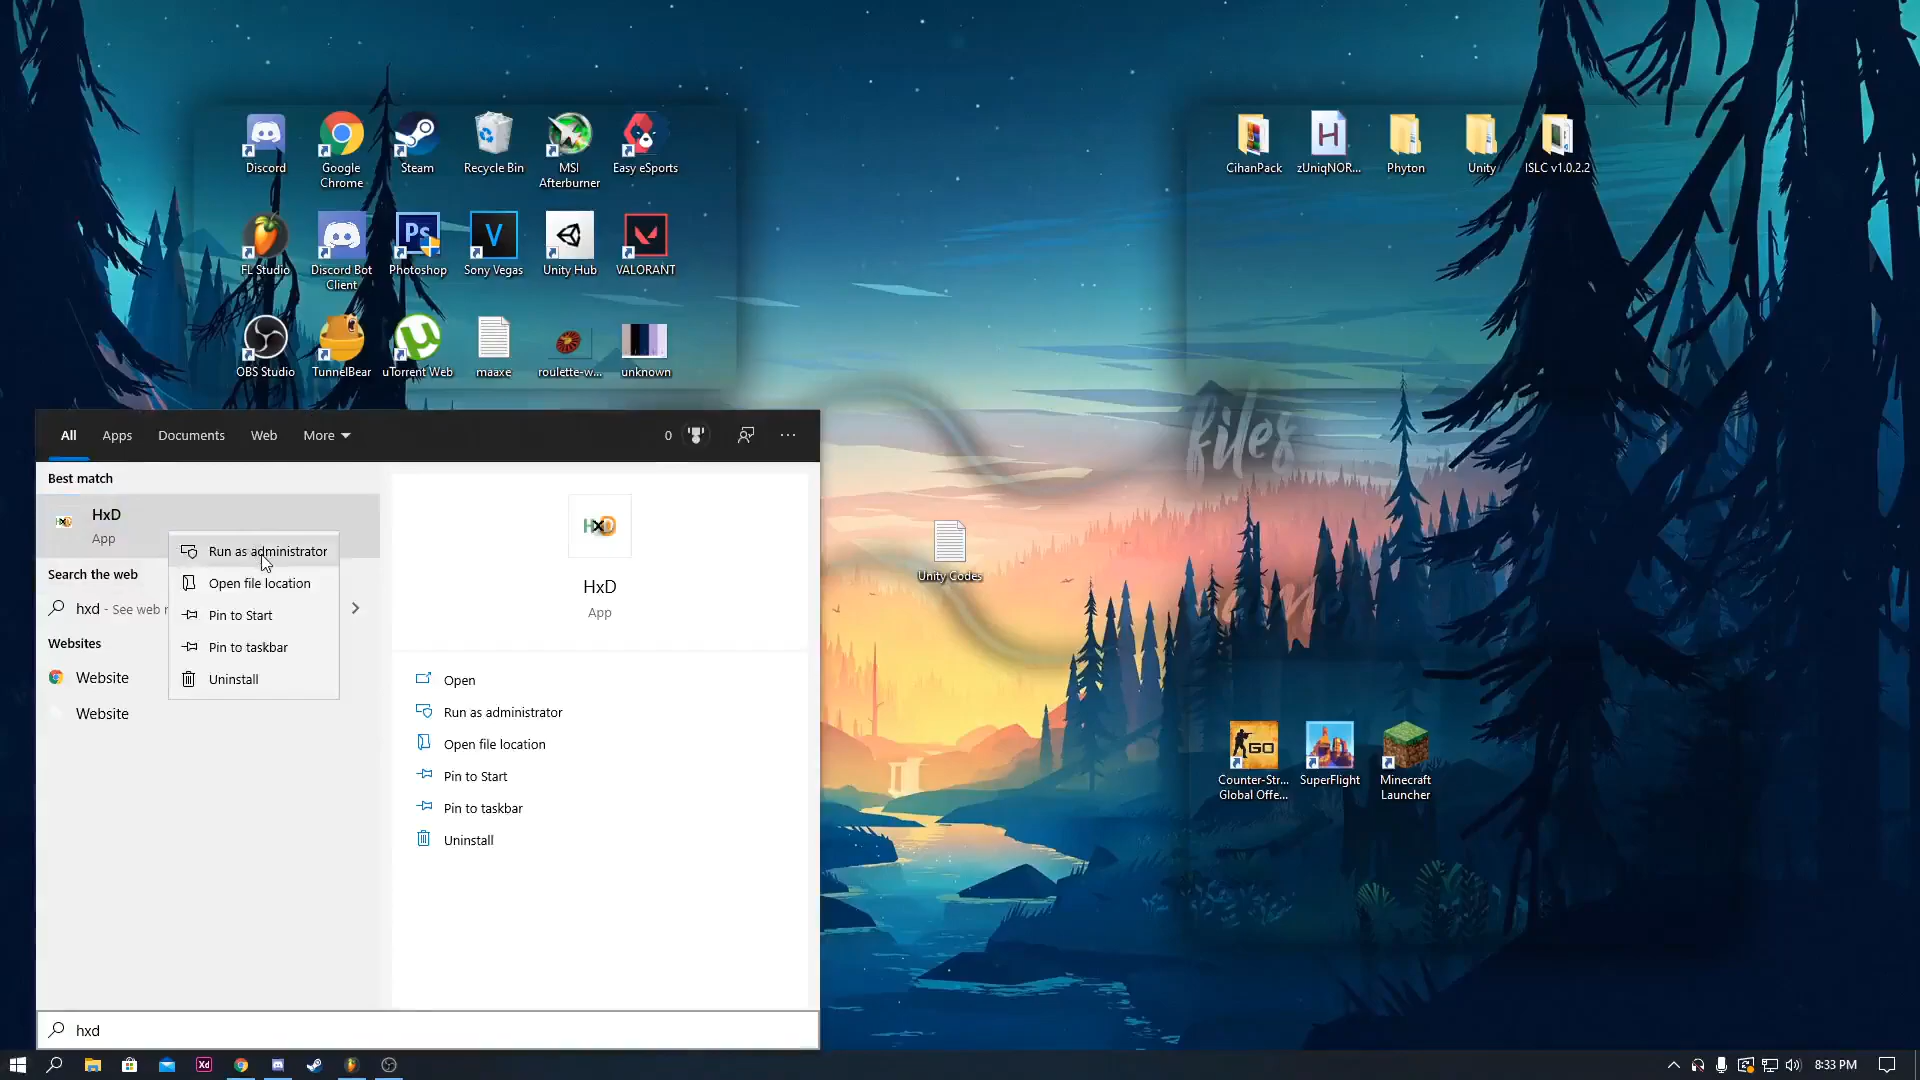 Discord
Google
Chrome
Steam
Recycle Bin
MSI
Afterburner
Easy eSports
FL Studio
Discord Bot
Client
Photoshop
Sony Vegas
Unity Hub
VALORANT
OBS Studio
TunnelBear
uTorrent Web
maaxe
roulette-w...
unknown
CihanPack
zUniqNOR...
Phyton
Unity
ISLC v1.0.2.2
files
Unity Codes
Counter-Str...
Global Offe...
SuperFlight
Minecraft
Launcher
All
Apps
Documents
Web
More
0
Best match
HxD
App
Search the web
hxd - See web r
Websites
Website
Website
Run as administrator
Open file location
Pin to Start
Pin to taskbar
Uninstall
HxD
HxD
App
Open
Run as administrator
Open file location
Pin to Start
Pin to taskbar
Uninstall
hxd
Xd
8:33 PM